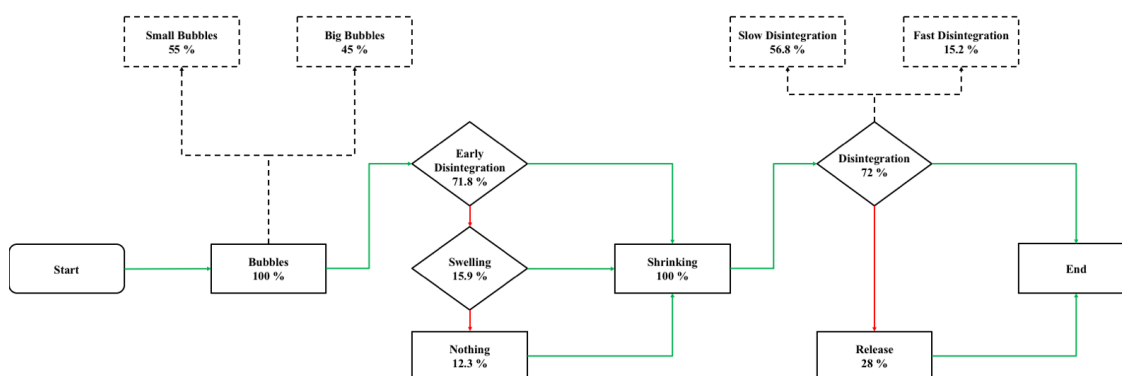 Small Bubbles
55 %
Big Bubbles
45 %
Slow Disintegration
56.8 %
Fast Disintegration
15.2 %
Early
Disintegration
71.8 %
Disintegration
72 %
Start
Bubbles
100 %
Swelling
15.9 %
Shrinking
100 %
End
Nothing
12.3 %
Release
28 %